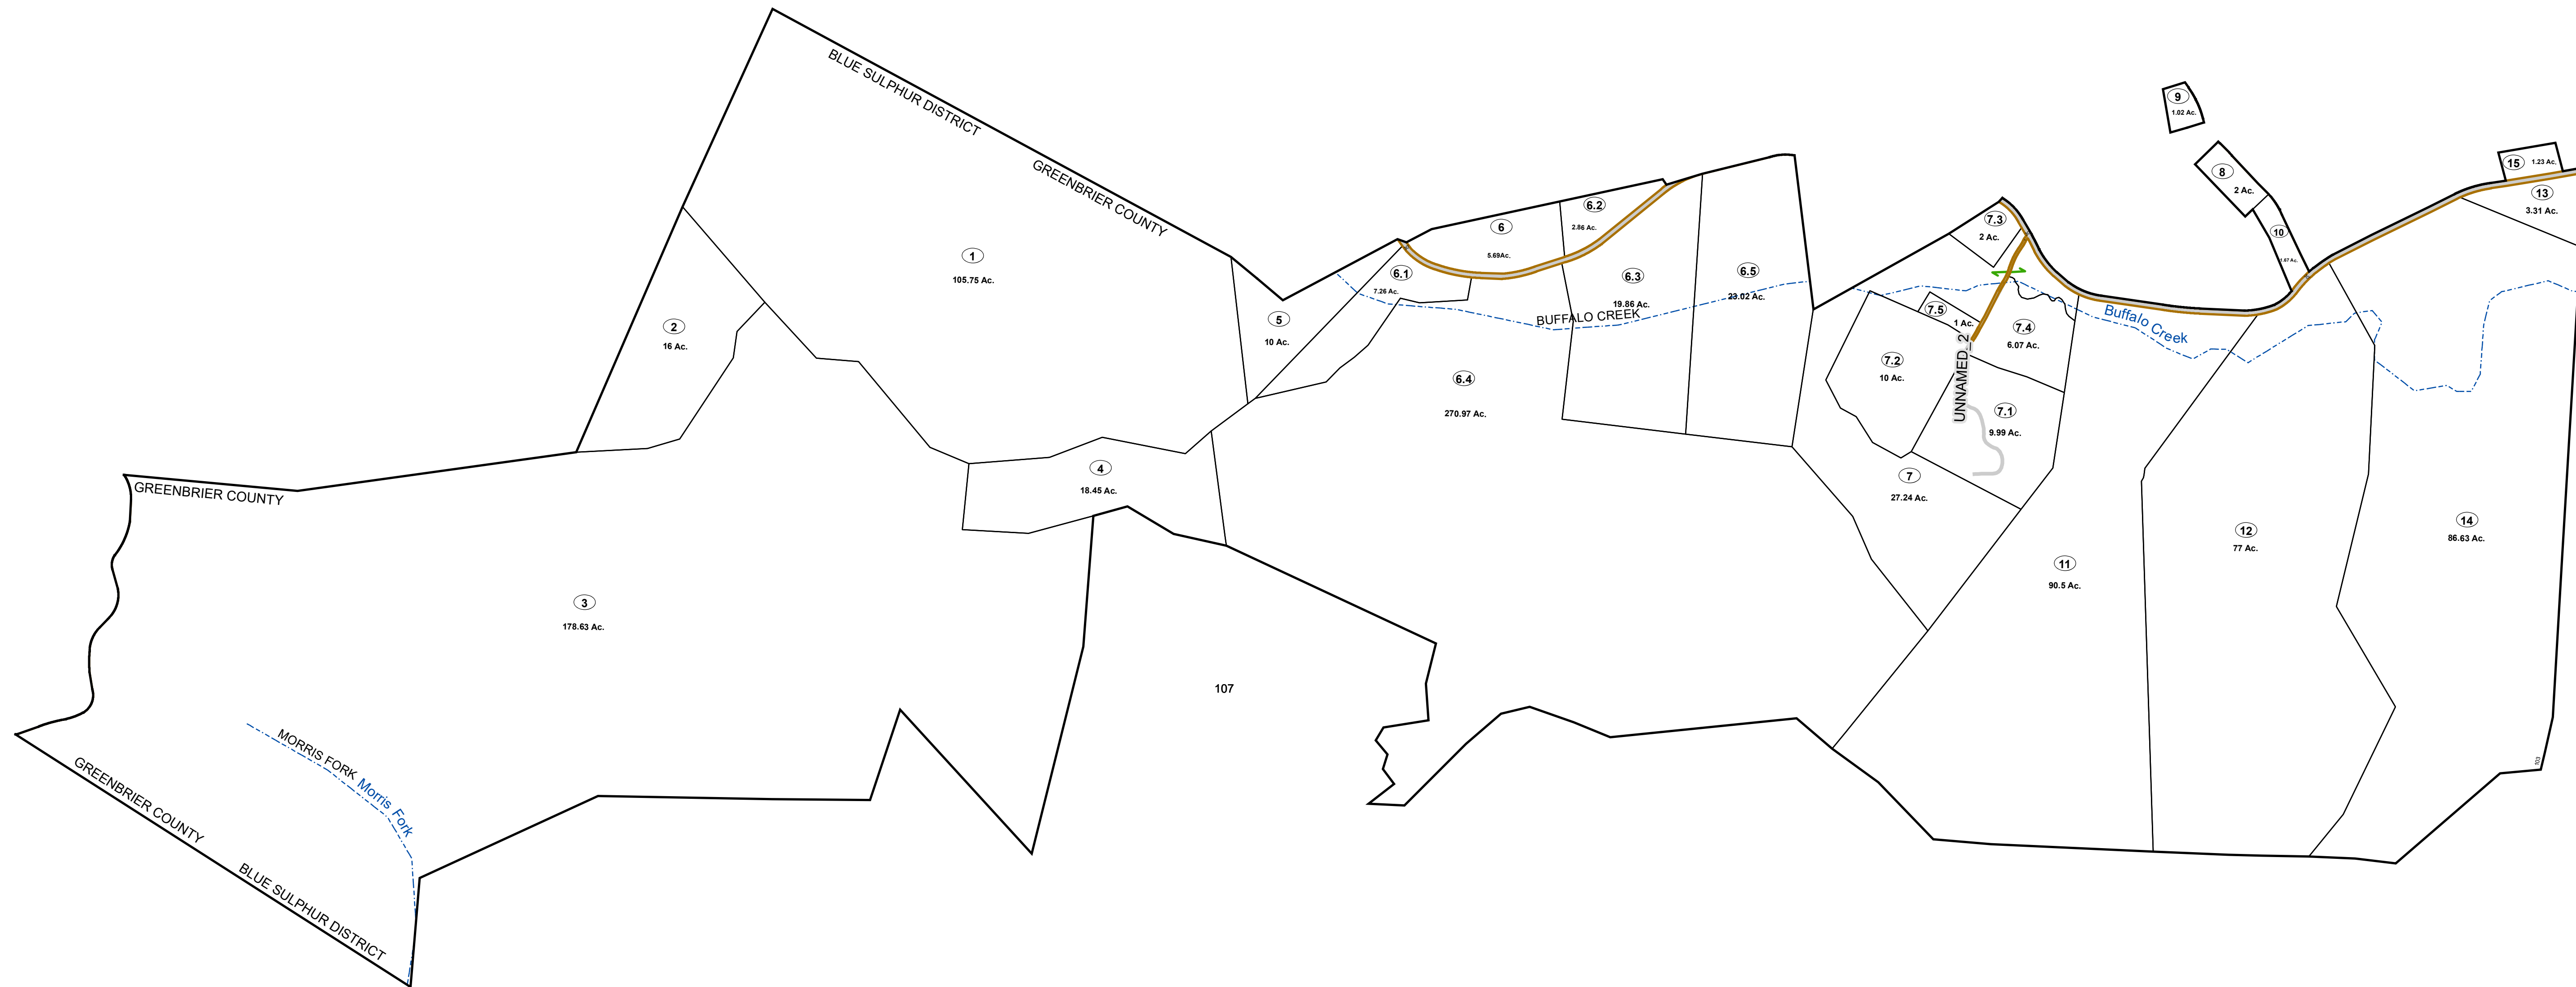 BLUE SULPHUR DISTRICT
GREENBRIER COUNTY
1
105.75 Ac.
2
16 Ac.
GREENBRIER COUNTY
3
178.63 Ac.
MORRIS FORK
Morris Fork
GREENBRIER COUNTY
BLUE SULPHUR DISTRICT
4
18.45 Ac.
107
5
10 Ac.
6
5.69Ac.
6.1
7.26 Ac.
6.2
2.86 Ac.
6.3
19.86 Ac.
6.5
23.02 Ac.
BUFFALO CREEK
6.4
270.97 Ac.
7.3
2 Ac.
7.5
1 Ac.
7.4
6.07 Ac.
7.2
10 Ac.
UNNAMED_2
7.1
9.99 Ac.
7
27.24 Ac.
Buffalo Creek
9
1.02 Ac.
8
2 Ac.
10
15
1.23 Ac.
13
3.31 Ac.
11
90.5 Ac.
12
77 Ac.
14
86.63 Ac.
103